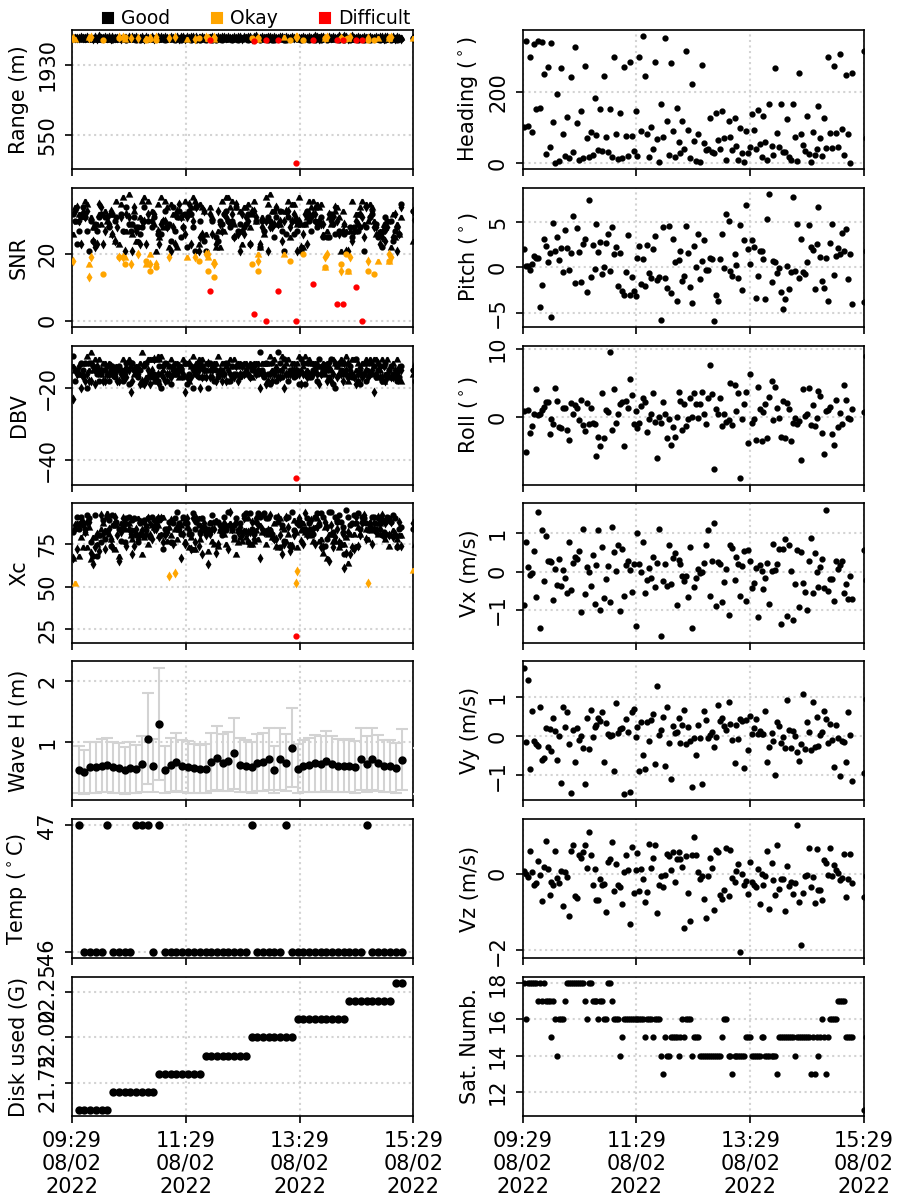 Good Okay Difficult
Range (m)
1930
550
Heading (°)
200
0
SNR
20
0
Pitch (°)
5
0
−5
DBV
−20
−40
Roll (°)
10
0
Xc
75
50
25
Vx (m/s)
1
0
−1
Wave H (m)
2
1
Vy (m/s)
1
0
−1
Temp (°C)
47
46
Vz (m/s)
0
−2
Disk used (G)
22.25
22.00
21.75
Sat. Numb.
18
16
14
12
09:29 11:29 13:29 15:29 09:29 11:29 13:29 15:29
08/02 08/02 08/02 08/02 08/02 08/02 08/02 08/02
2022 2022 2022 2022 2022 2022 2022 2022